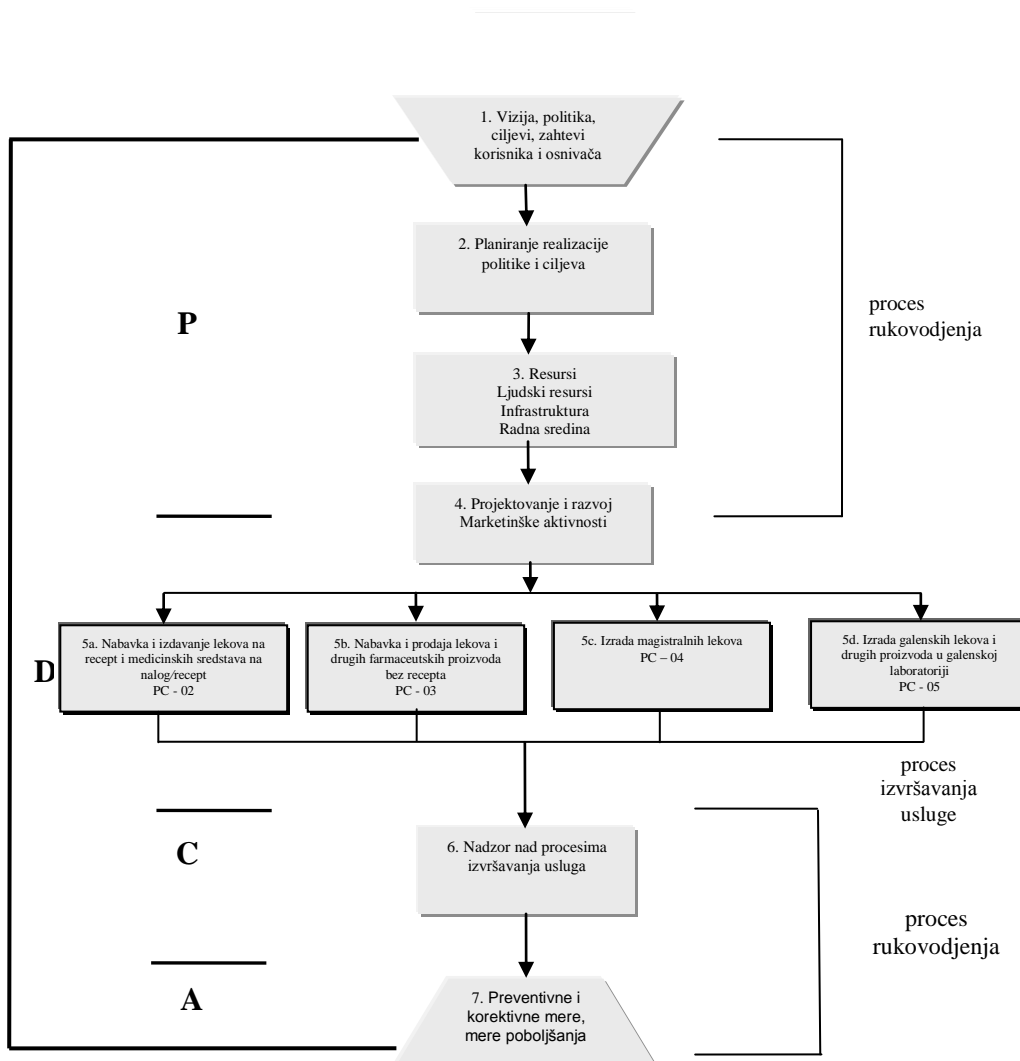 1. Vizija, politika,
ciljevi, zahtevi
korisnika i osnivača
2. Planiranje realizacije
politike i ciljeva
P
proces
rukovodjenja
3. Resursi
Ljudski resursi
Infrastruktura
Radna sredina
4. Projektovanje i razvoj
Marketinške aktivnosti
D
5a. Nabavka i izdavanje lekova na
recept i medicinskih sredstava na
nalog/recept
PC - 02
5b. Nabavka i prodaja lekova i
drugih farmaceutskih proizvoda
bez recepta
PC - 03
5c. Izrada magistralnih lekova
PC – 04
5d. Izrada galenskih lekova i
drugih proizvoda u galenskoj
laboratoriji
PC - 05
proces
izvršavanja
usluge
C
6. Nadzor nad procesima
izvršavanja usluga
proces
rukovodjenja
A
7. Preventivne i
korektivne mere,
mere poboljšanja